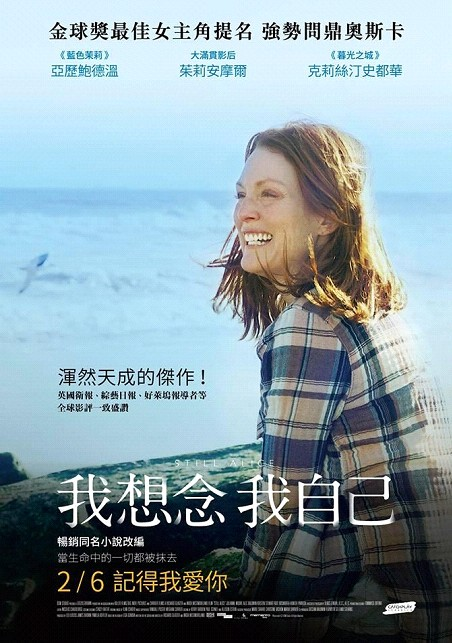 金球獎最佳女主角提名 強勢問鼎奧斯卡
《藍色茉莉》 大滿貫影后 《暮光之城》
亞歷鮑德溫 茱莉安摩爾 克莉絲汀史都華
渾然天成的傑作！
英國衛報、綜藝日報、好萊塢報導者等
全球影評一致盛讚
STILL ALICE
我想念 我自己
暢銷同名小說改編
當生命中的一切都被抹去
2/6 記得我愛你